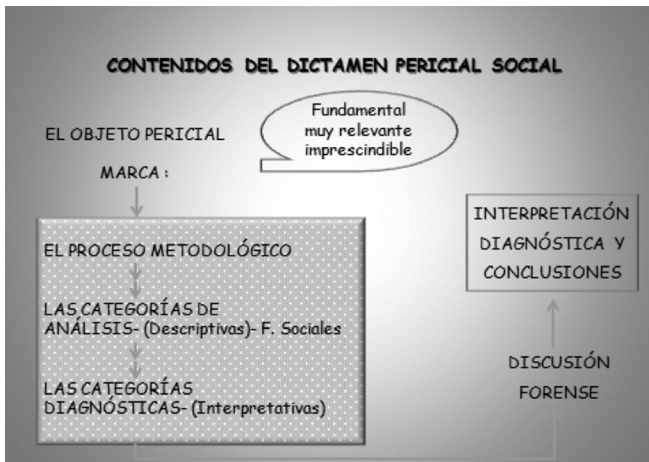 CONTENIDOS DEL DICTAMEN PERICIAL SOCIAL
Fundamental
muy relevante
imprescindible
EL OBJETO PERICIAL
MARCA :
EL PROCESO METODOLÓGICO
LAS CATEGORÍAS DE
ANÁLISIS- (Descriptivas)- F. Sociales
LAS CATEGORÍAS
DIAGNÓSTICAS- (Interpretativas)
DISCUSIÓN
FORENSE
INTERPRETACIÓN
DIAGNÓSTICA Y
CONCLUSIONES